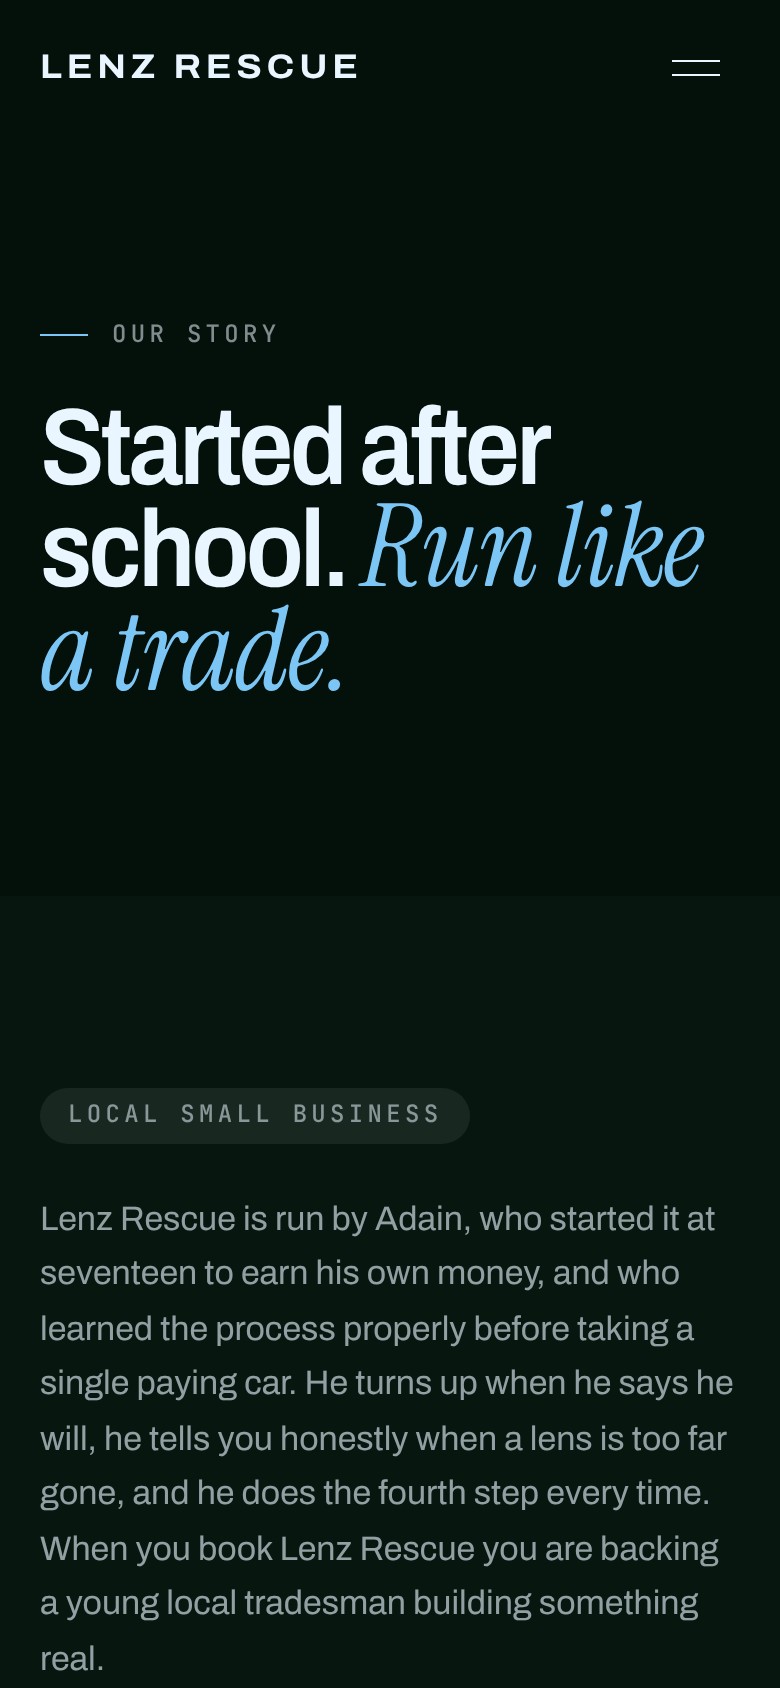 LENZ RESCUE
OUR STORY
Started after
school. Run like
a trade.
LOCAL SMALL BUSINESS
Lenz Rescue is run by Adain, who started it at
seventeen to earn his own money, and who
learned the process properly before taking a
single paying car. He turns up when he says he
will, he tells you honestly when a lens is too far
gone, and he does the fourth step every time.
When you book Lenz Rescue you are backing
a young local tradesman building something
real.